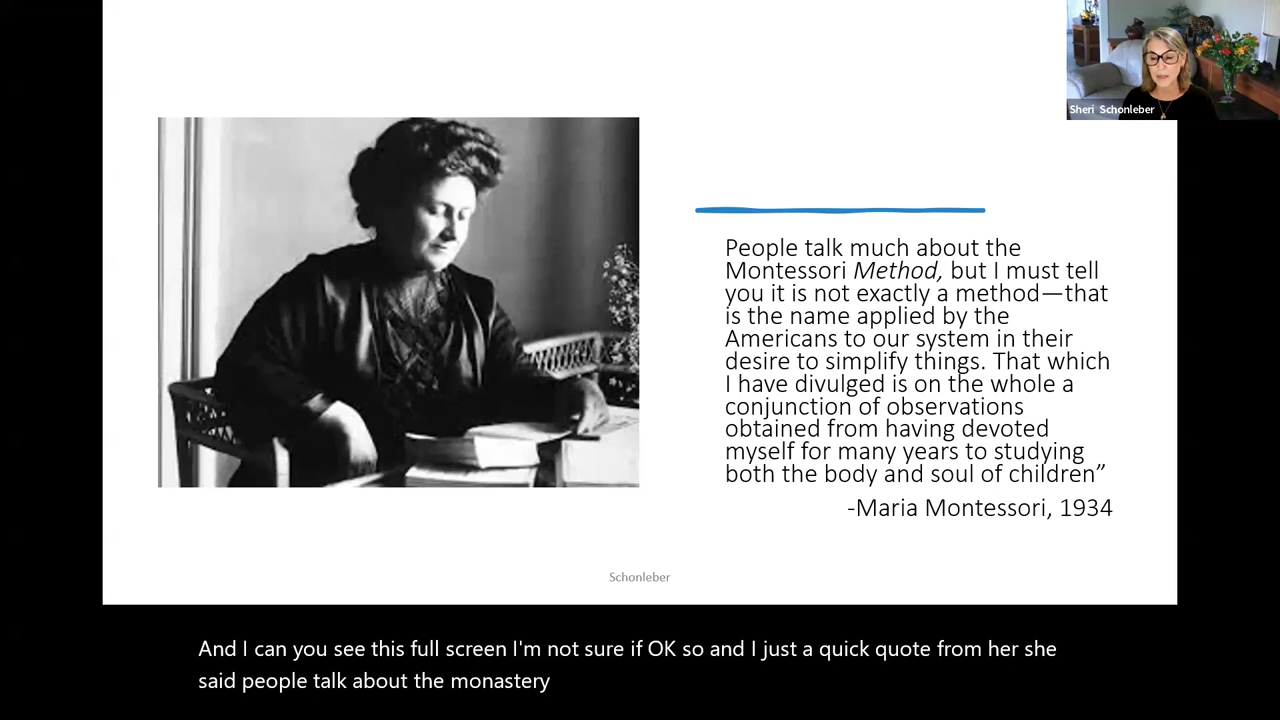 Sheri Schonleber
People talk much about the
Montessori Method, but I must tell
you it is not exactly a method—that
is the name applied by the
Americans to our system in their
desire to simplify things. That which
I have divulged is on the whole a
conjunction of observations
obtained from having devoted
myself for many years to studying
both the body and soul of children”
-Maria Montessori, 1934
Schonleber
And I can you see this full screen I'm not sure if OK so and I just a quick quote from her she
said people talk about the monastery